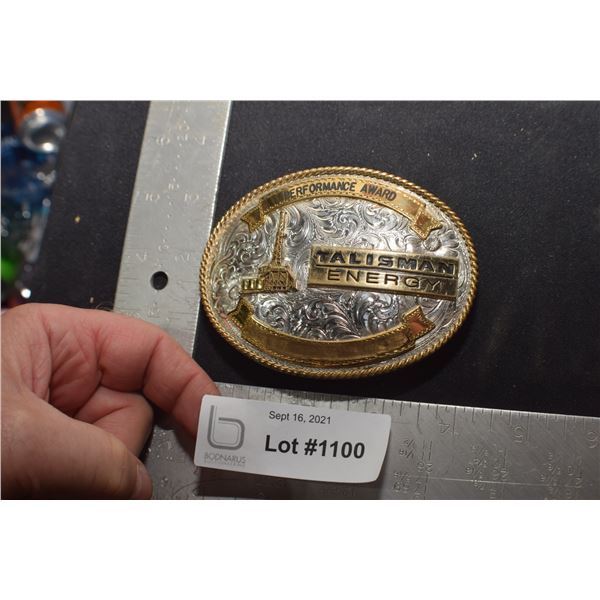 PERFORMANCE AWARD
TALISMAN
ENERGY
Sept 16, 2021
Lot #1100
BODNARUS